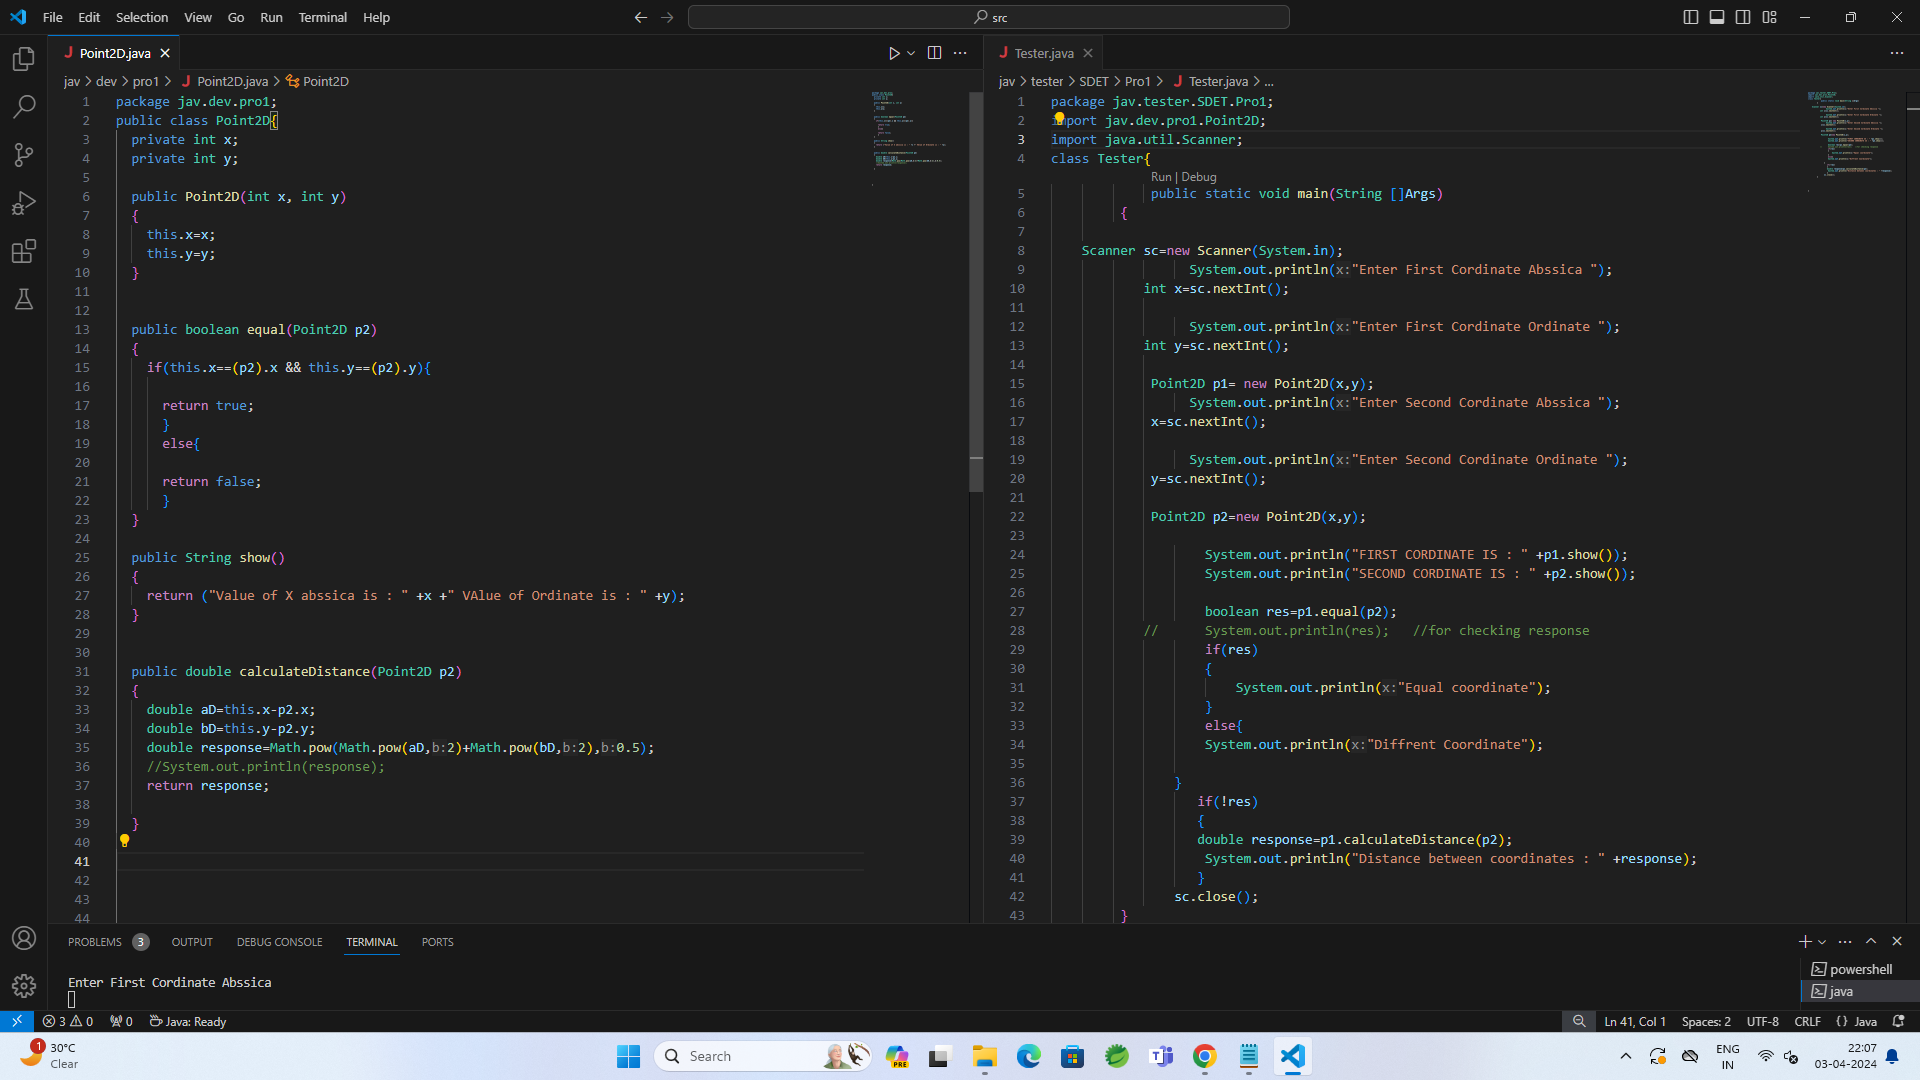 File Edit Selection View Go Run Terminal Help
src
Point2D.java
jav > dev > pro1 > Point2D.java > Point2D
1 package jav.dev.pro1;
2 public class Point2D{
3 private int x;
4 private int y;
5
6 public Point2D(int x, int y)
7 {
8 this.x=x;
9 this.y=y;
10 }
11
12
13 public boolean equal(Point2D p2)
14 {
15 if(this.x==(p2).x && this.y==(p2).y){
16
17 return true;
18 }
19 else{
20
21 return false;
22 }
23 }
24
25 public String show()
26 {
27 return ("Value of X abssica is : " +x +" VAlue of Ordinate is : " +y);
28 }
29
30
31 public double calculateDistance(Point2D p2)
32 {
33 double aD=this.x-p2.x;
34 double bD=this.y-p2.y;
35 double response=Math.pow(Math.pow(aD,b:2)+Math.pow(bD,b:2),b:0.5);
36 //System.out.println(response);
37 return response;
38
39 }
40
41
42
43
44
Tester.java
jav > tester > SDET > Pro1 > Tester.java > ...
1 package jav.tester.SDET.Pro1;
2 import jav.dev.pro1.Point2D;
3 import java.util.Scanner;
4 class Tester{
Run | Debug
5 public static void main(String []Args)
6 {
7
8 Scanner sc=new Scanner(System.in);
9 System.out.println(x:"Enter First Cordinate Abssica ");
10 int x=sc.nextInt();
11
12 System.out.println(x:"Enter First Cordinate Ordinate ");
13 int y=sc.nextInt();
14
15 Point2D p1= new Point2D(x,y);
16 System.out.println(x:"Enter Second Cordinate Abssica ");
17 x=sc.nextInt();
18
19 System.out.println(x:"Enter Second Cordinate Ordinate ");
20 y=sc.nextInt();
21
22 Point2D p2=new Point2D(x,y);
23
24 System.out.println("FIRST CORDINATE IS : " +p1.show());
25 System.out.println("SECOND CORDINATE IS : " +p2.show());
26
27 boolean res=p1.equal(p2);
28 // System.out.println(res); //for checking response
29 if(res)
30 {
31 System.out.println(x:"Equal coordinate");
32 }
33 else{
34 System.out.println(x:"Diffrent Coordinate");
35
36 }
37 if(!res)
38 {
39 double response=p1.calculateDistance(p2);
40 System.out.println("Distance between coordinates : " +response);
41 }
42 sc.close();
43 }
PROBLEMS 3 OUTPUT DEBUG CONSOLE TERMINAL PORTS
Enter First Cordinate Abssica
powershell
java
3 0 0 Java: Ready
Ln 41, Col 1 Spaces: 2 UTF-8 CRLF {} Java
1 30°C
Clear
Search
PRE
ENG
IN
22:07
03-04-2024